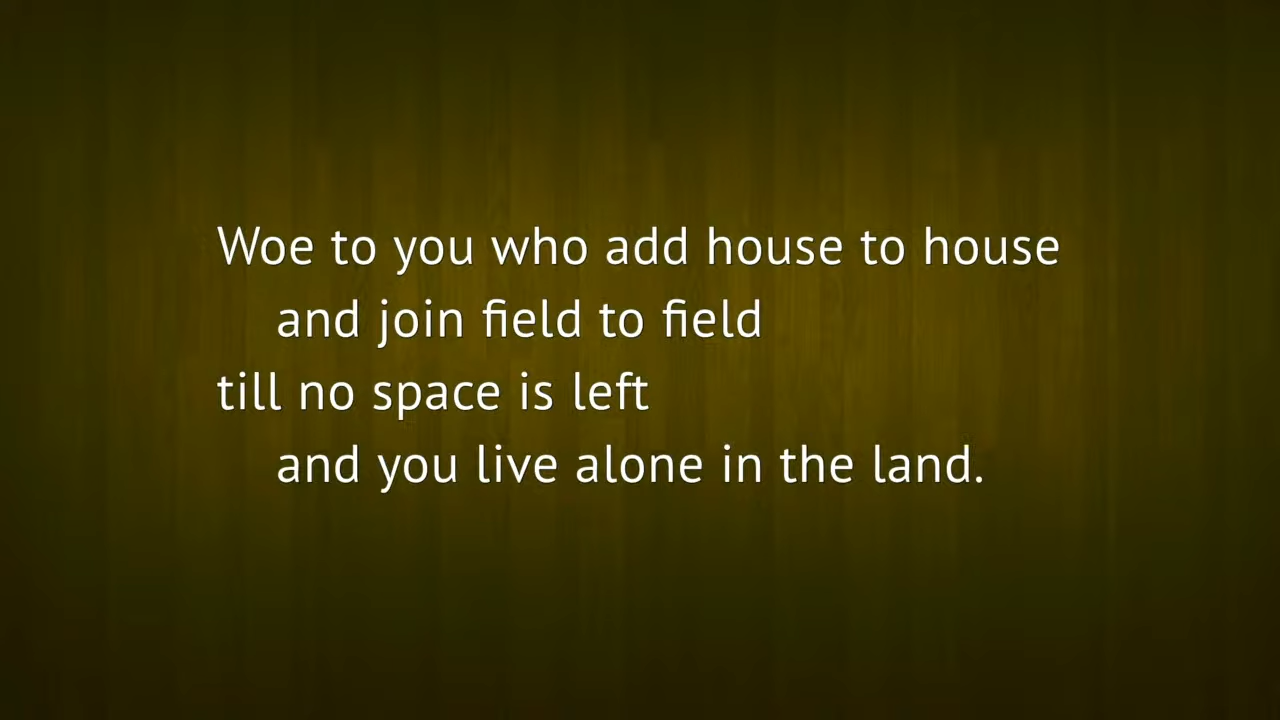 Woe to you who add house to house
and join field to field
till no space is left
and you live alone in the land.